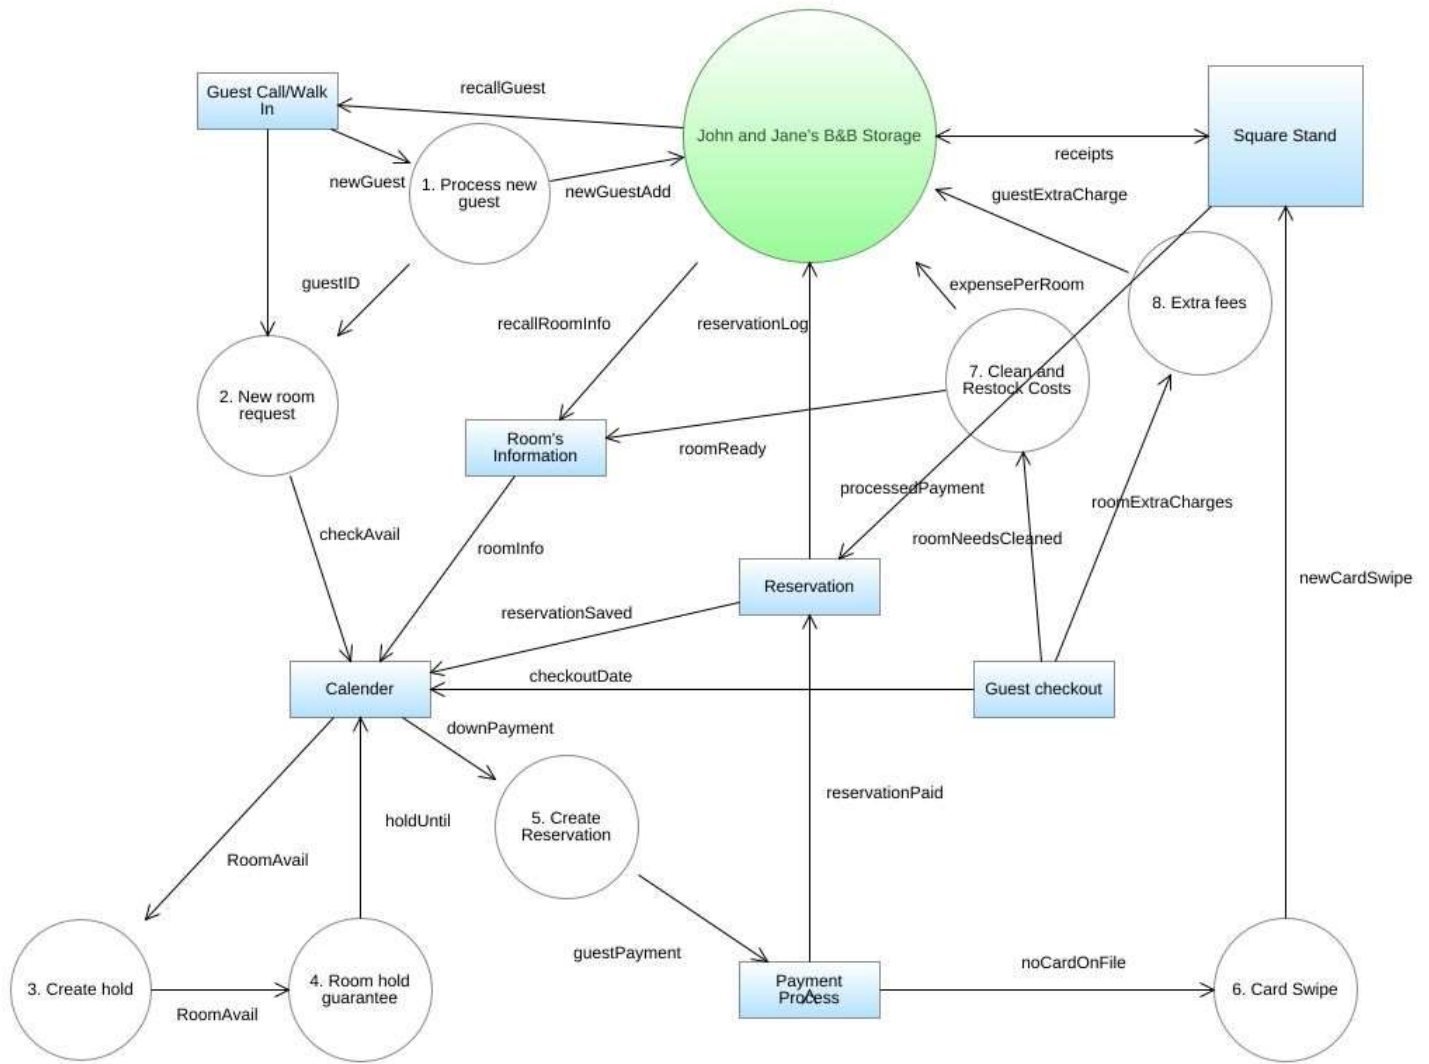 recallGuest
Guest Call/Walk
In
John and Jane's B&B Storage
Square Stand
receipts
newGuest
1. Process new
guest
newGuestAdd
guestExtraCharge
guestID
expensePerRoom
8. Extra fees
recallRoomInfo
reservationLog
7. Clean and
Restock Costs
2. New room
request
Room's
Information
roomReady
processedPayment
roomExtraCharges
checkAvail
roomInfo
roomNeedsCleaned
newCardSwipe
Reservation
reservationSaved
checkoutDate
Calender
Guest checkout
downPayment
reservationPaid
holdUntil
5. Create
Reservation
RoomAvail
guestPayment
noCardOnFile
3. Create hold
4. Room hold
guarantee
Payment
Process
6. Card Swipe
RoomAvail